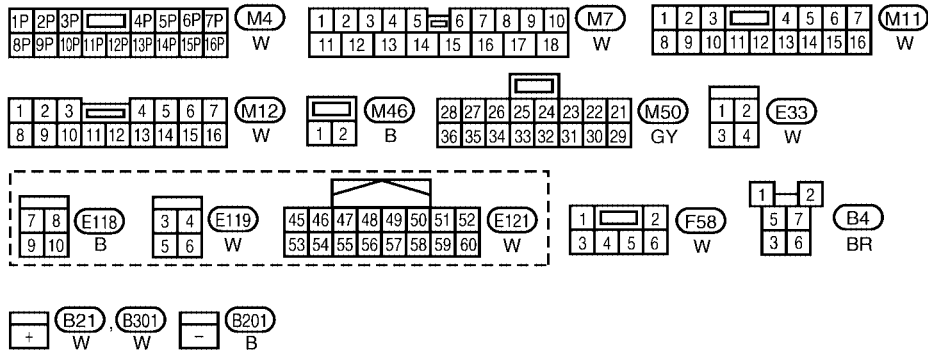 1P 2P 3P 4P 5P 6P 7P M4
8P 9P 10P 11P 12P 13P 14P 15P 16P W
1 2 3 4 5 6 7 8 9 10 M7
11 12 13 14 15 16 17 18 W
1 2 3 4 5 6 7 M11
8 9 10 11 12 13 14 15 16 W
1 2 3 4 5 6 7 M12
8 9 10 11 12 13 14 15 16 W
M46
1 2 B
28 27 26 25 24 23 22 21 M50
36 35 34 33 32 31 30 29 GY
1 2 E33
3 4 W
7 8 E118
9 10 B
3 4 E119
5 6 W
45 46 47 48 49 50 51 52 E121
53 54 55 56 57 58 59 60 W
1 2 F58
3 4 5 6 W
1 2
5 7 B4
3 6 BR
B21 , B301
+ W W
B201
− B